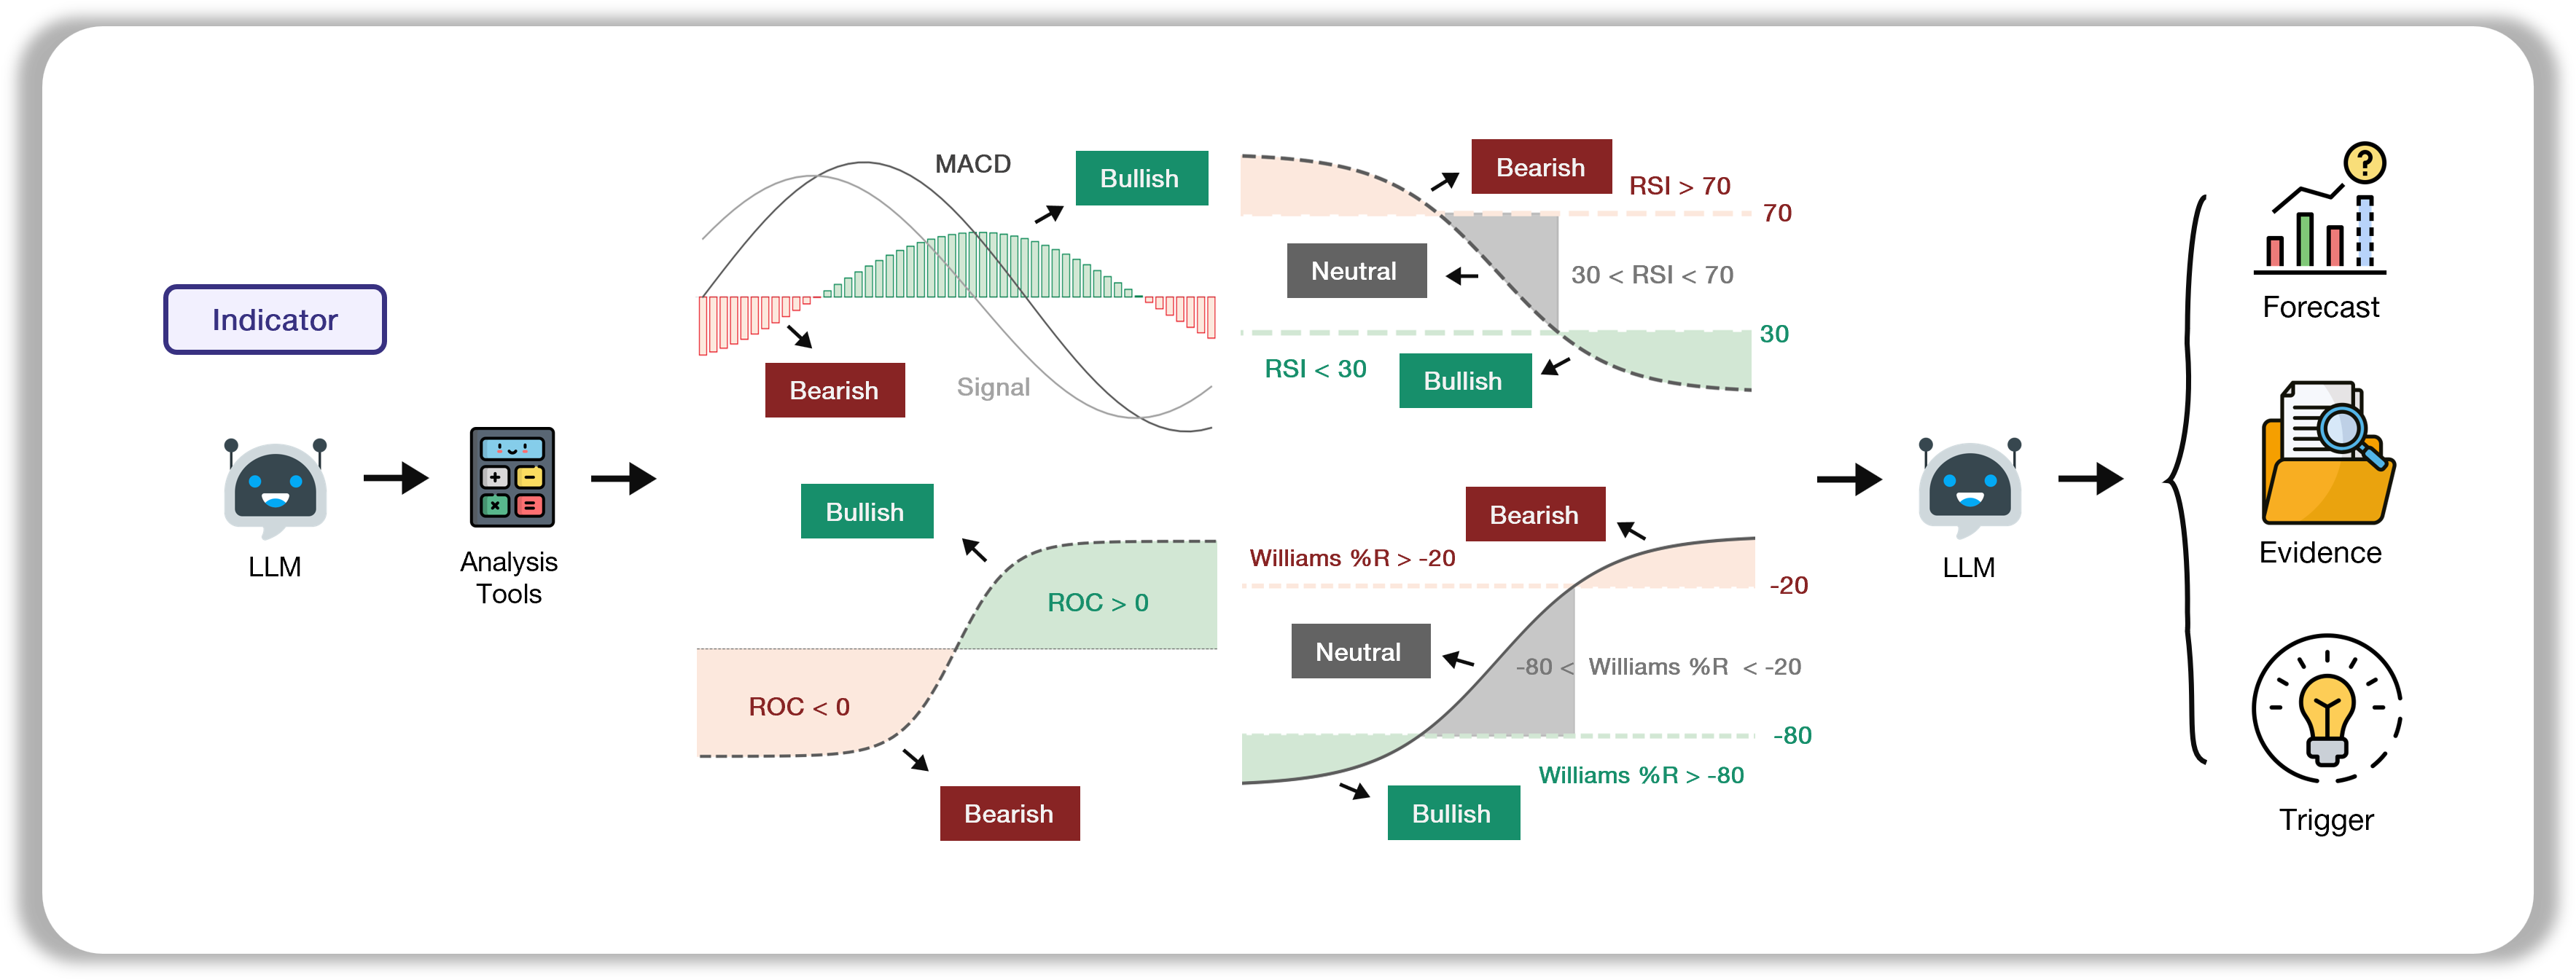 Indicator
LLM
Analysis
Tools
MACD
Bullish
Bearish
Signal
Bullish
ROC > 0
ROC < 0
Bearish
Bearish
RSI > 70
70
Neutral
30 < RSI < 70
30
RSI < 30
Bullish
Bearish
Williams %R > -20
-20
Neutral
-80 < Williams %R < -20
-80
Williams %R > -80
Bullish
LLM
?
Forecast
Evidence
Trigger